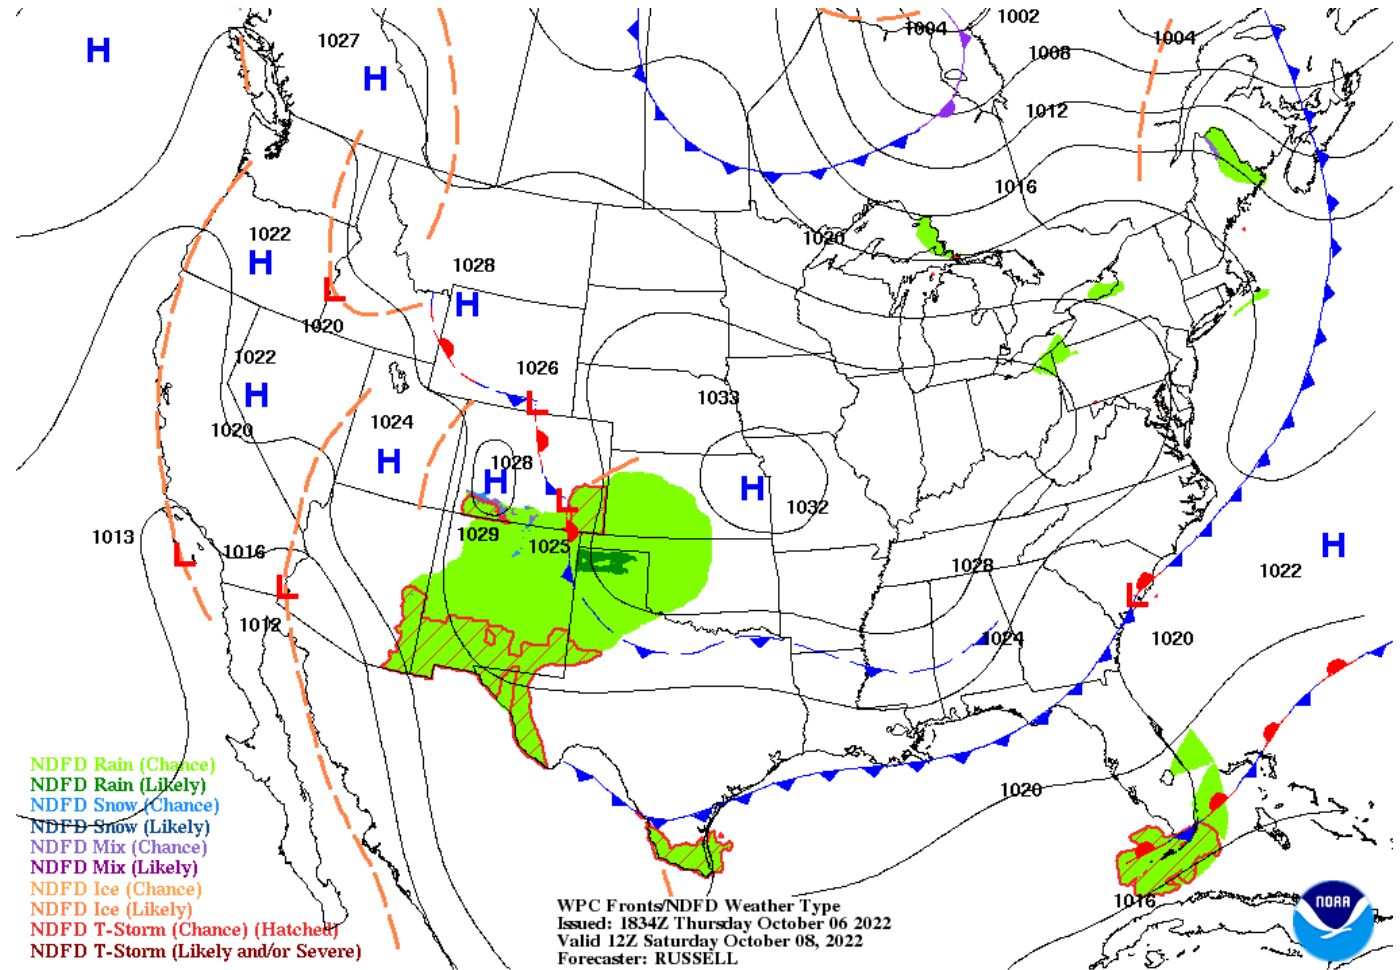 1002
1004
1004
H
1027
1008
H
1012
1016
1022
1020
H
1028
L
H
1020
1022
1026
H
1033
L
1024
1020
H
1028
H
H
1032
L
1013
1029
1025
H
1016
L
1028
1022
L
L
1012
1024
1020
NDFD Rain (Chance)
NDFD Rain (Likely)
NDFD Snow (Chance)
NDFD Snow (Likely)
NDFD Mix (Chance)
NDFD Mix (Likely)
NDFD Ice (Chance)
NDFD Ice (Likely)
NDFD T-Storm (Chance) (Hatched)
NDFD T-Storm (Likely and/or Severe)
1020
1016
WPC Fronts/NDFD Weather Type
Issued: 1834Z Thursday October 06 2022
Valid 12Z Saturday October 08, 2022
Forecaster: RUSSELL
NOAA